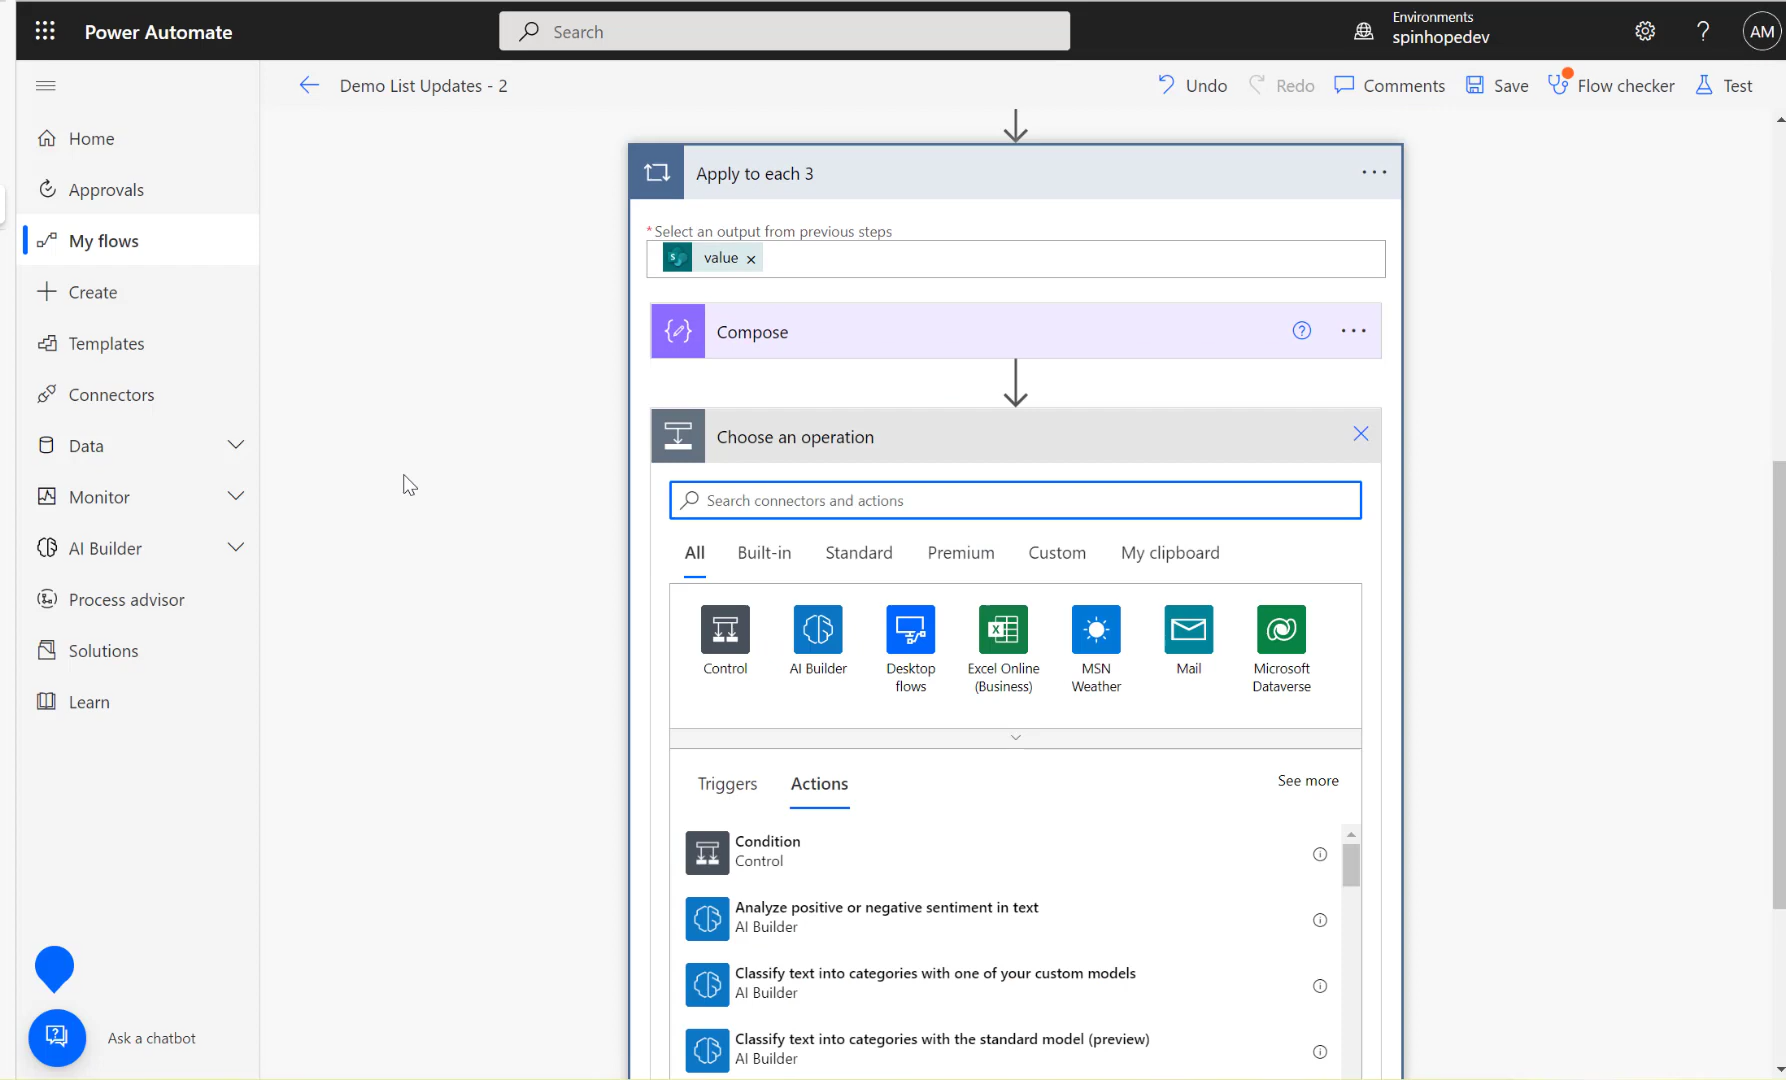 Power Automate
Search
Environments
spinhopedev
?
AM
Demo List Updates - 2
Undo
Redo
Comments
Save
Flow checker
Test
Home
Approvals
My flows
Create
Templates
Connectors
Data
Monitor
AI Builder
Process advisor
Solutions
Learn
Ask a chatbot
Apply to each 3
...
* Select an output from previous steps
S value x
Compose
? ...
Choose an operation
Search connectors and actions
All Built-in Standard Premium Custom My clipboard
Control
AI Builder
Desktop
flows
Excel Online
(Business)
MSN
Weather
Mail
Microsoft
Dataverse
Triggers Actions See more
Condition
Control
Analyze positive or negative sentiment in text
AI Builder
Classify text into categories with one of your custom models
AI Builder
Classify text into categories with the standard model (preview)
AI Builder